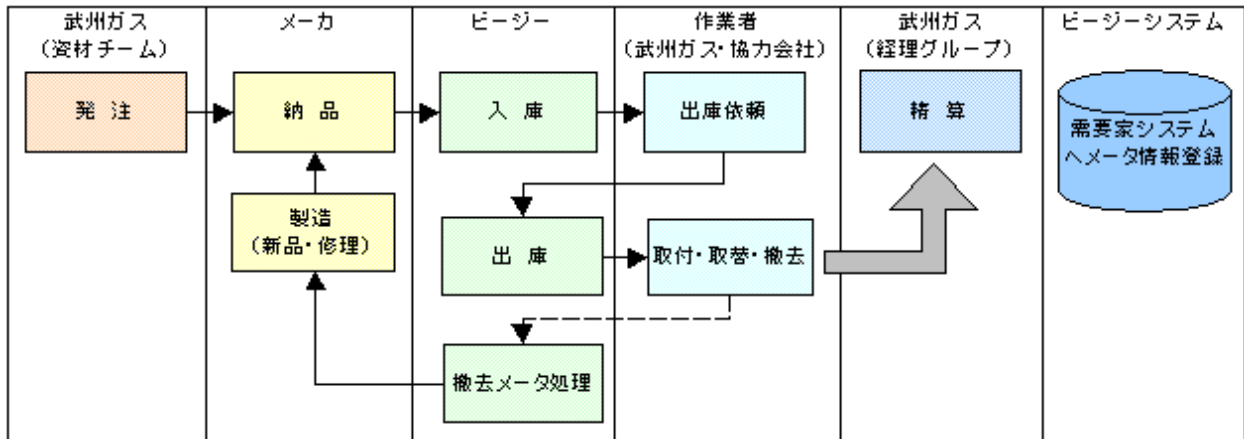 武州ガス
(資材チーム)
メーカ
ビージー
作業者
(武州ガス・協力会社)
武州ガス
(経理グループ)
ビージーシステム
発 注
納 品
入 庫
出庫依頼
精 算
需要家システム
へメータ情報登録
製造
(新品・修理)
出 庫
取付・取替・撤去
撤去メータ処理